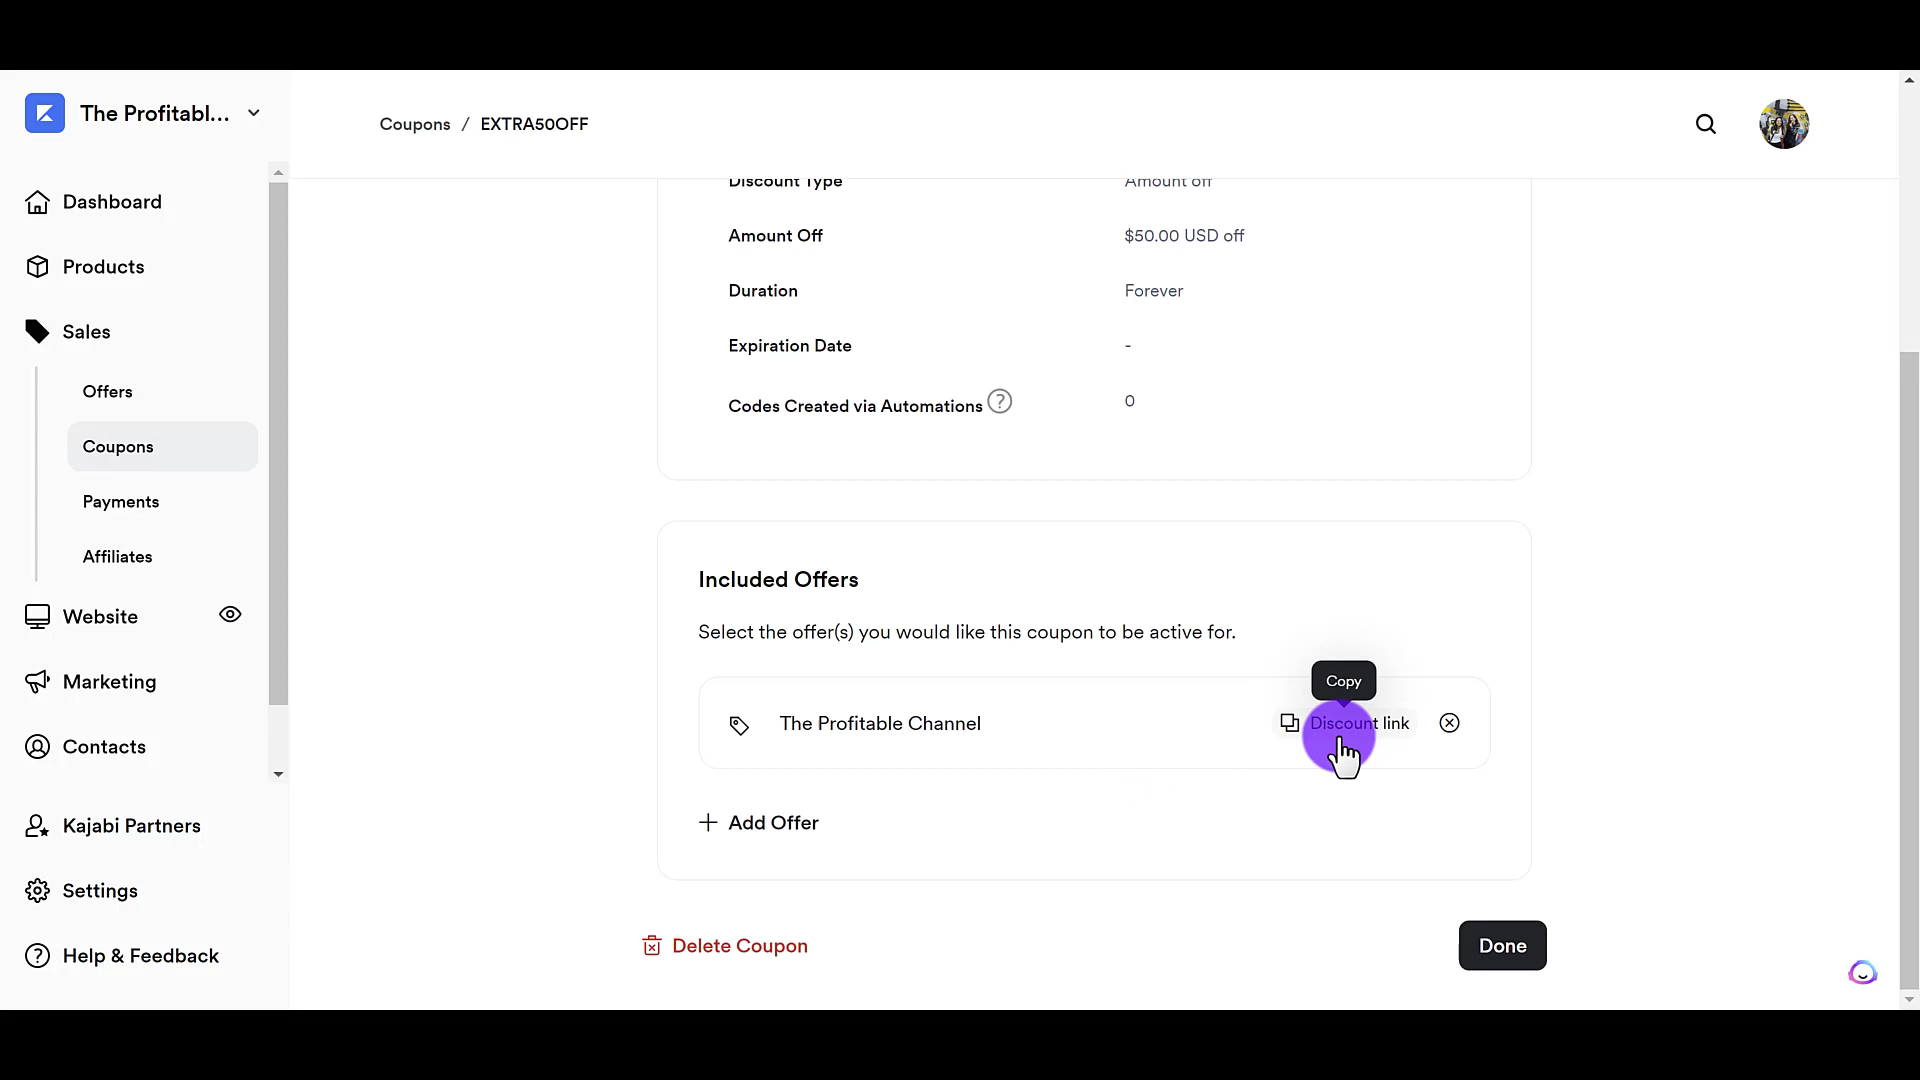 The Profitabl...
Coupons / EXTRA50OFF
Dashboard
Products
Sales
Offers
Coupons
Payments
Affiliates
Website
Marketing
Contacts
Kajabi Partners
Settings
Help & Feedback
Discount Type Amount off
Amount Off $50.00 USD off
Duration Forever
Expiration Date -
Codes Created via Automations ? 0
Included Offers
Select the offer(s) you would like this coupon to be active for.
Copy
The Profitable Channel Discount link
+ Add Offer
Delete Coupon
Done